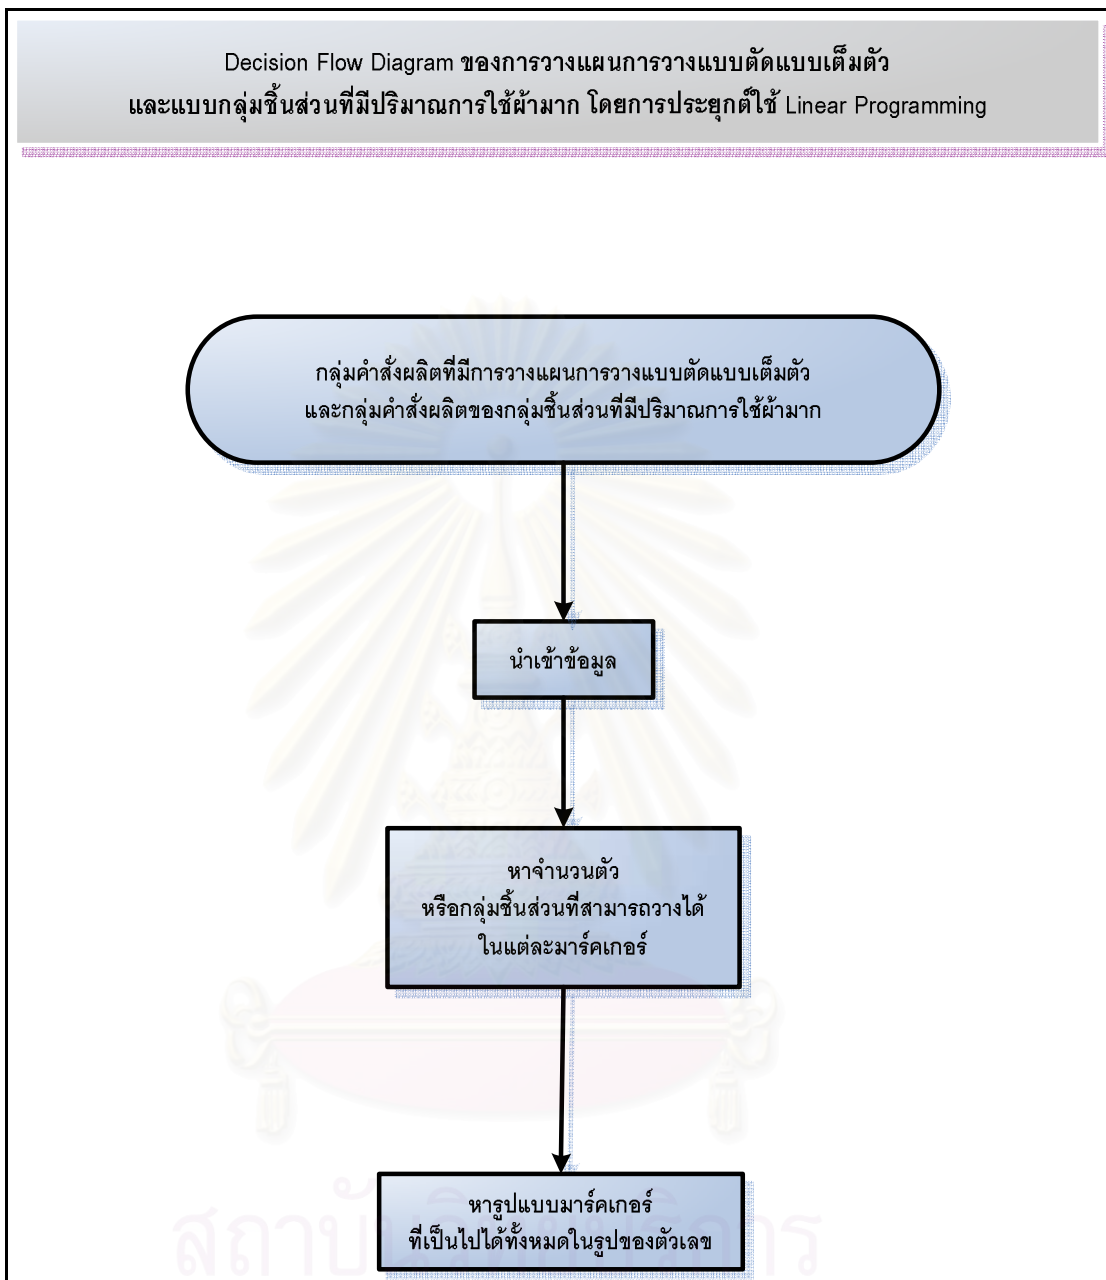 Decision Flow Diagram ของการวางแผนการวางแบบตัดแบบเต็มตัว
และแบบกลุ่มชิ้นส่วนที่มีปริมาณการใช้ผ้ามาก โดยการประยุกต์ใช้ Linear Programming
กลุ่มคำสั่งผลิตที่มีการวางแผนการวางแบบตัดแบบเต็มตัว
และกลุ่มคำสั่งผลิตของกลุ่มชิ้นส่วนที่มีปริมาณการใช้ผ้ามาก
นำเข้าข้อมูล
หาจำนวนตัว
หรือกลุ่มชิ้นส่วนที่สามารถวางได้
ในแต่ละมาร์คเกอร์
หารูปแบบมาร์คเกอร์
ที่เป็นไปได้ทั้งหมดในรูปของตัวเลข